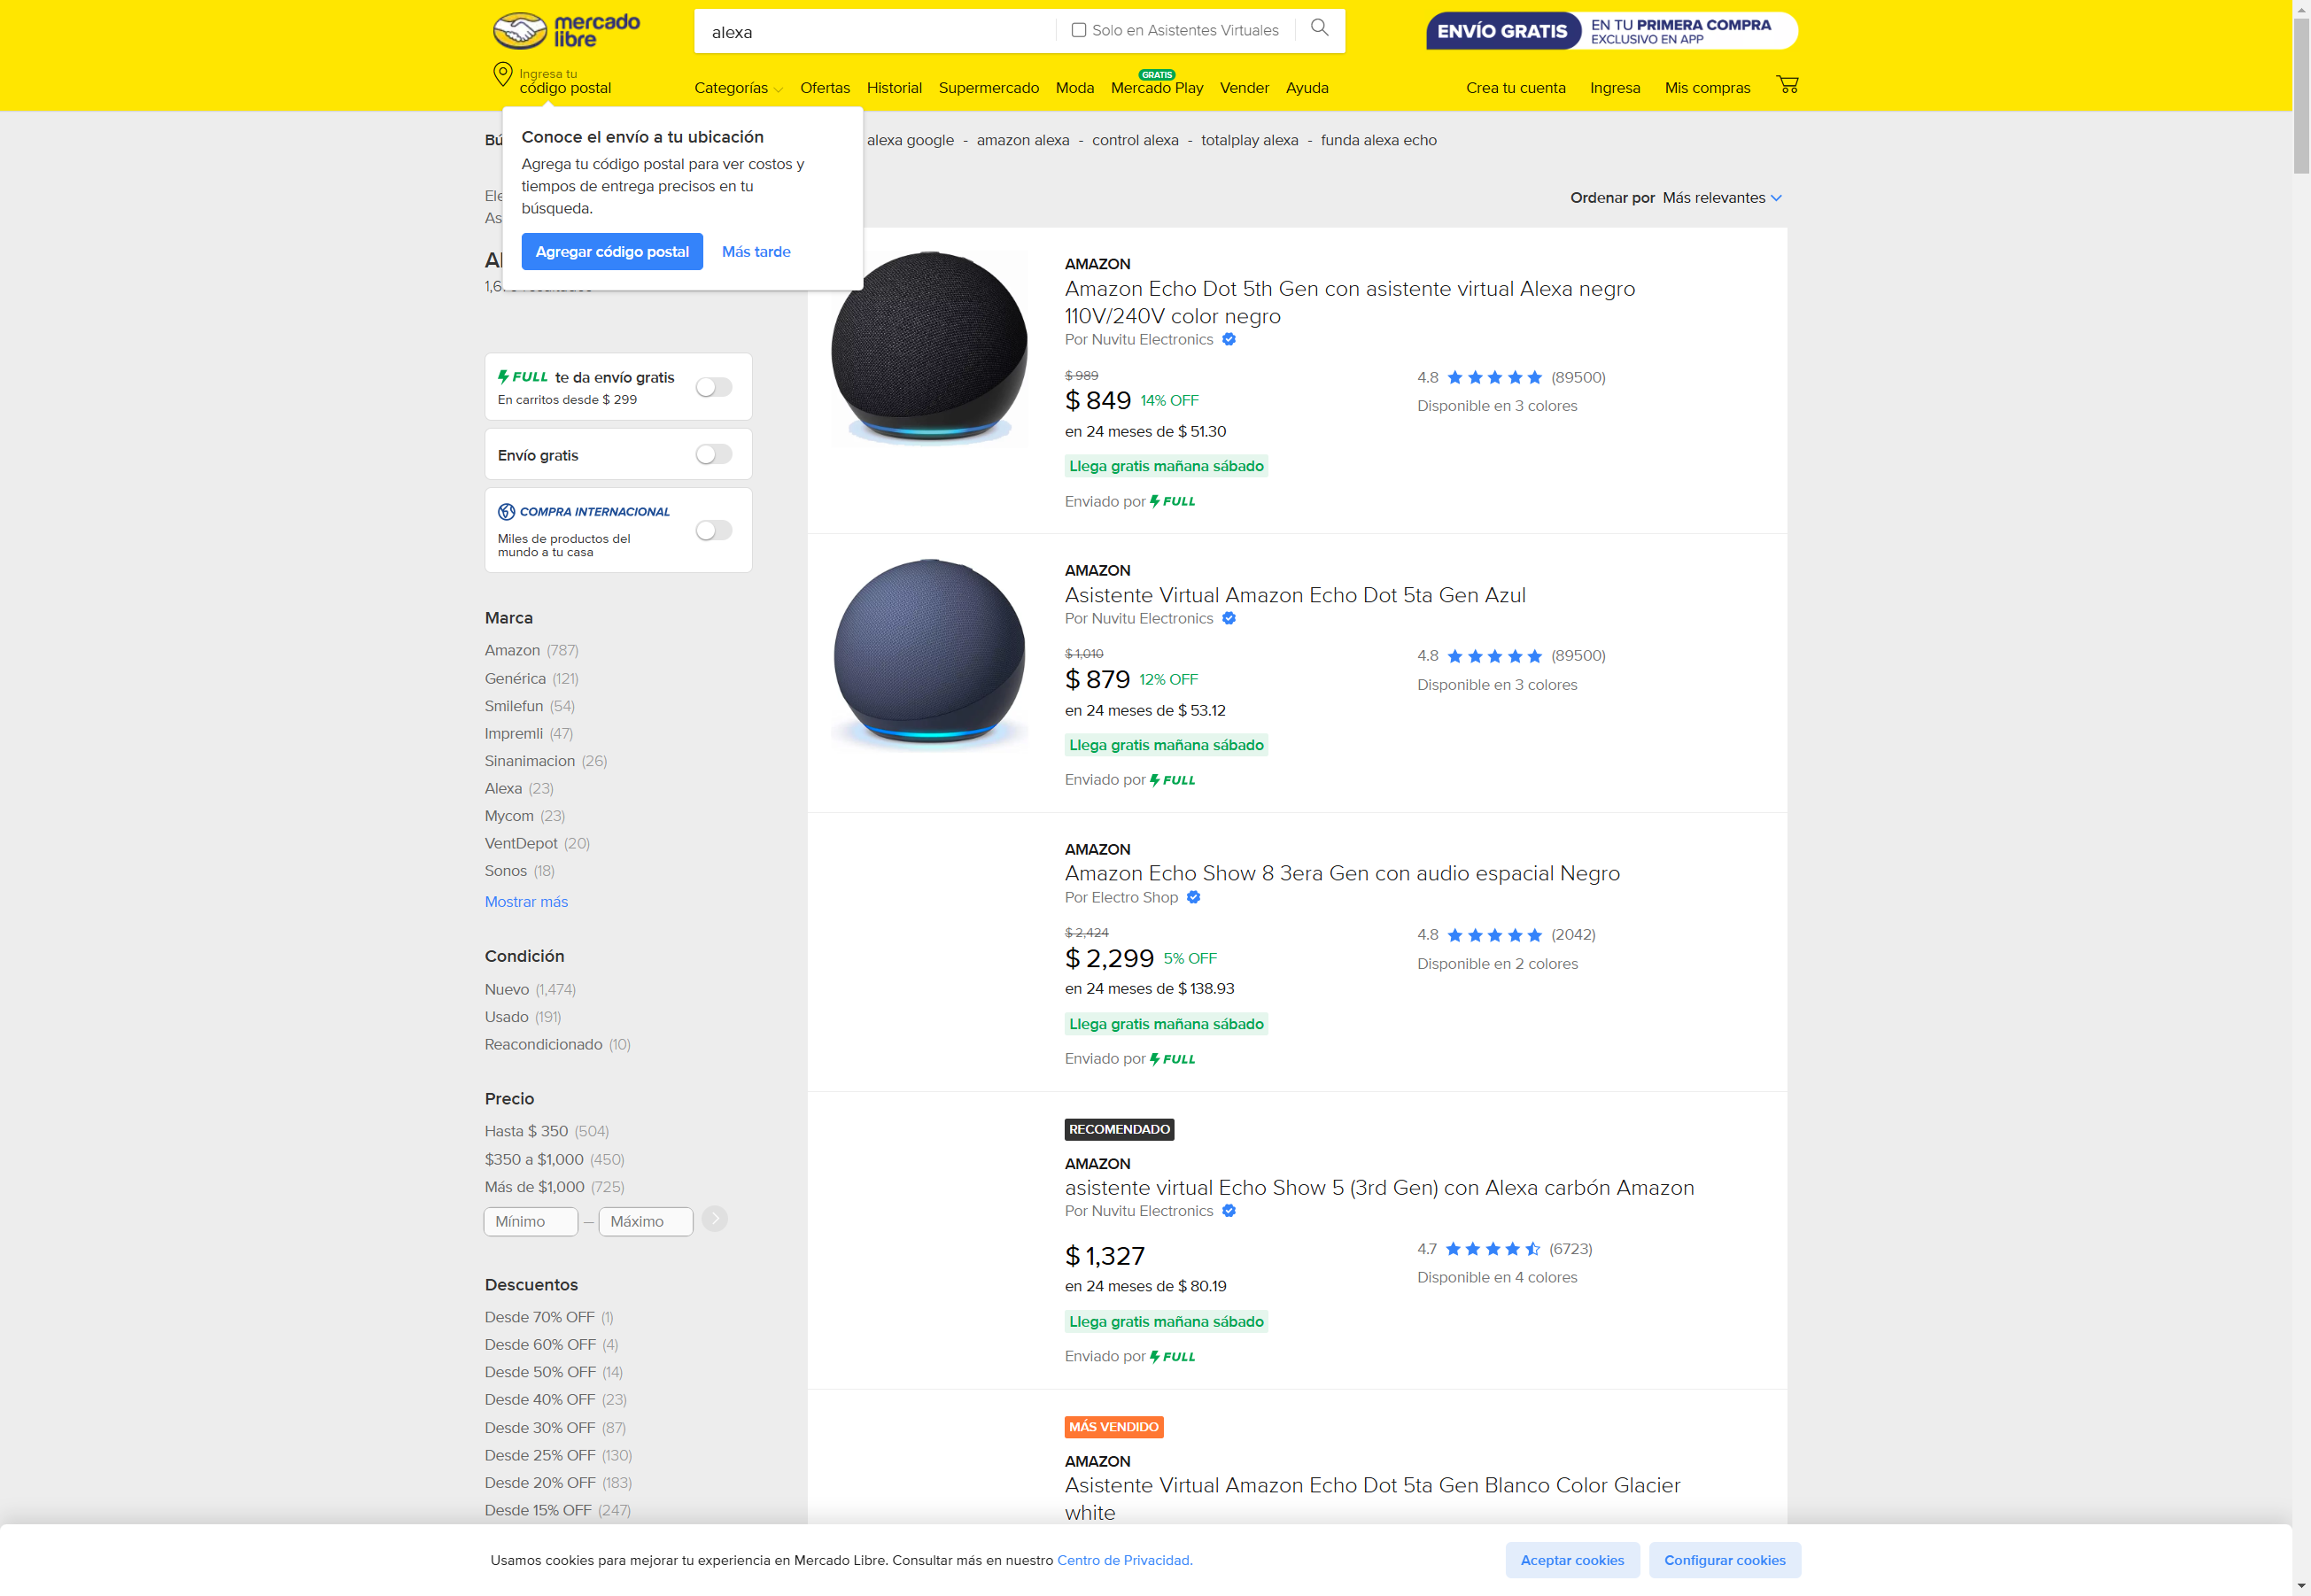 mercado
libre
alexa
Solo en Asistentes Virtuales
ENVÍO GRATIS
EN TU PRIMERA COMPRA
EXCLUSIVO EN APP
Ingresa tu
código postal
Categorías
Ofertas
Historial
Supermercado
Moda
GRATIS
Mercado Play
Vender
Ayuda
Crea tu cuenta
Ingresa
Mis compras
alexa google - amazon alexa - control alexa - totalplay alexa - funda alexa echo
Conoce el envío a tu ubicación
Agrega tu código postal para ver costos y
tiempos de entrega precisos en tu
búsqueda.
Agregar código postal
Más tarde
Ordenar por Más relevantes
FULL te da envío gratis
En carritos desde $ 299
Envío gratis
COMPRA INTERNACIONAL
Miles de productos del
mundo a tu casa
Marca
Amazon (787)
Genérica (121)
Smilefun (54)
Impremli (47)
Sinanimacion (26)
Alexa (23)
Mycom (23)
VentDepot (20)
Sonos (18)
Mostrar más
Condición
Nuevo (1,474)
Usado (191)
Reacondicionado (10)
Precio
Hasta $ 350 (504)
$350 a $1,000 (450)
Más de $1,000 (725)
Mínimo — Máximo
Descuentos
Desde 70% OFF (1)
Desde 60% OFF (4)
Desde 50% OFF (14)
Desde 40% OFF (23)
Desde 30% OFF (87)
Desde 25% OFF (130)
Desde 20% OFF (183)
Desde 15% OFF (247)
AMAZON
Amazon Echo Dot 5th Gen con asistente virtual Alexa negro
110V/240V color negro
Por Nuvitu Electronics
$ 989
$ 849 14% OFF
en 24 meses de $ 51.30
Llega gratis mañana sábado
Enviado por FULL
4.8 (89500)
Disponible en 3 colores
AMAZON
Asistente Virtual Amazon Echo Dot 5ta Gen Azul
Por Nuvitu Electronics
$ 1,010
$ 879 12% OFF
en 24 meses de $ 53.12
Llega gratis mañana sábado
Enviado por FULL
4.8 (89500)
Disponible en 3 colores
AMAZON
Amazon Echo Show 8 3era Gen con audio espacial Negro
Por Electro Shop
$ 2,424
$ 2,299 5% OFF
en 24 meses de $ 138.93
Llega gratis mañana sábado
Enviado por FULL
4.8 (2042)
Disponible en 2 colores
RECOMENDADO
AMAZON
asistente virtual Echo Show 5 (3rd Gen) con Alexa carbón Amazon
Por Nuvitu Electronics
$ 1,327
en 24 meses de $ 80.19
Llega gratis mañana sábado
Enviado por FULL
4.7 (6723)
Disponible en 4 colores
MÁS VENDIDO
AMAZON
Asistente Virtual Amazon Echo Dot 5ta Gen Blanco Color Glacier
white
Usamos cookies para mejorar tu experiencia en Mercado Libre. Consultar más en nuestro Centro de Privacidad.
Aceptar cookies
Configurar cookies